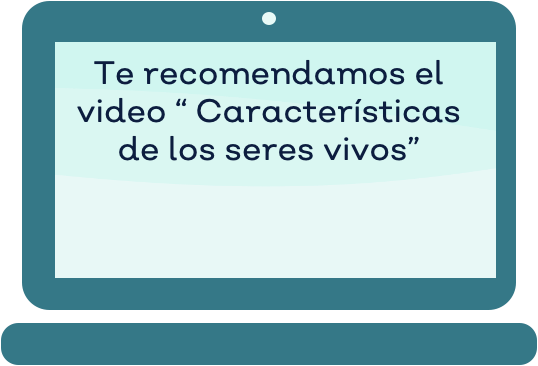 Te recomendamos el
video “ Características
de los seres vivos”